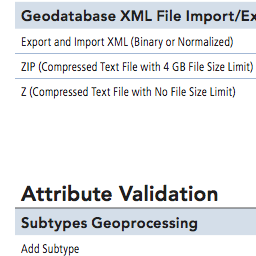 Geodatabase XML File Import/Ex
Export and Import XML (Binary or Normalized)
ZIP (Compressed Text File with 4 GB File Size Limit)
Z (Compressed Text File with No File Size Limit)
Attribute Validation
Subtypes Geoprocessing
Add Subtype